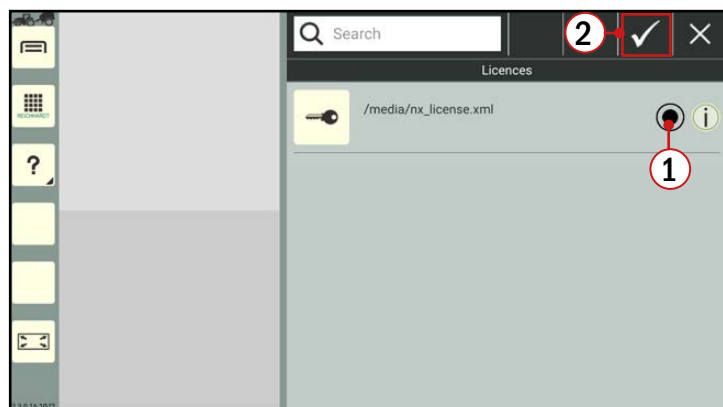 Search
2
Licences
/media/nx_license.xml
i
1
REICHHARDT
?